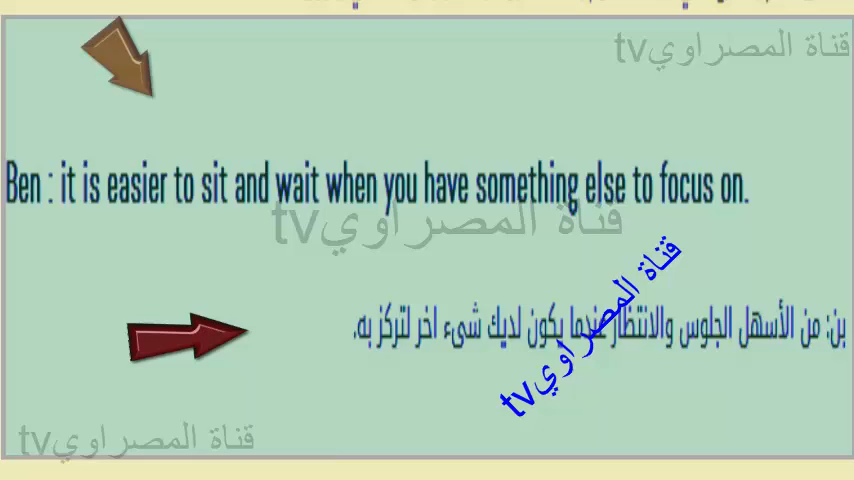 قناة المصراويtv
Ben : it is easier to sit and wait when you have something else to focus on.
قناة المصراويtv
قناة المصراويtv
بن: من الأسهل الجلوس والانتظار عندما يكون لديك شىء اخر لتركز به.
قناة المصراويtv